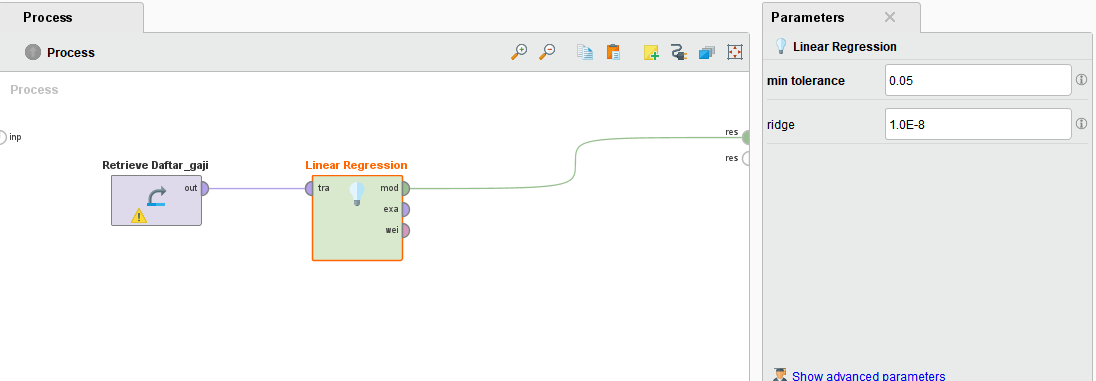 Process
Process
Process
inp
Retrieve Daftar_gaji
out
Linear Regression
tra
mod
exa
wei
res
res
Parameters
Linear Regression
min tolerance
0.05
ridge
1.0E-8
Show advanced parameters